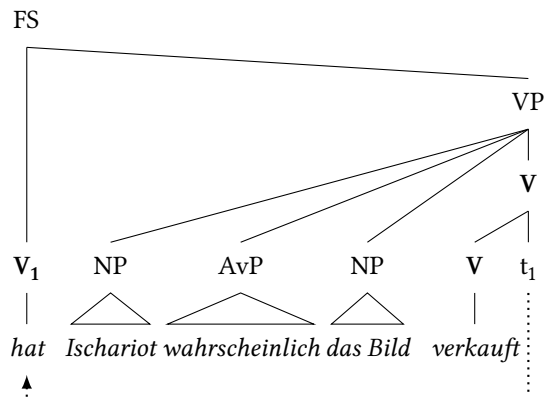 FS
VP
V
V₁ NP AvP NP V t₁
hat Ischariot wahrscheinlich das Bild verkauft